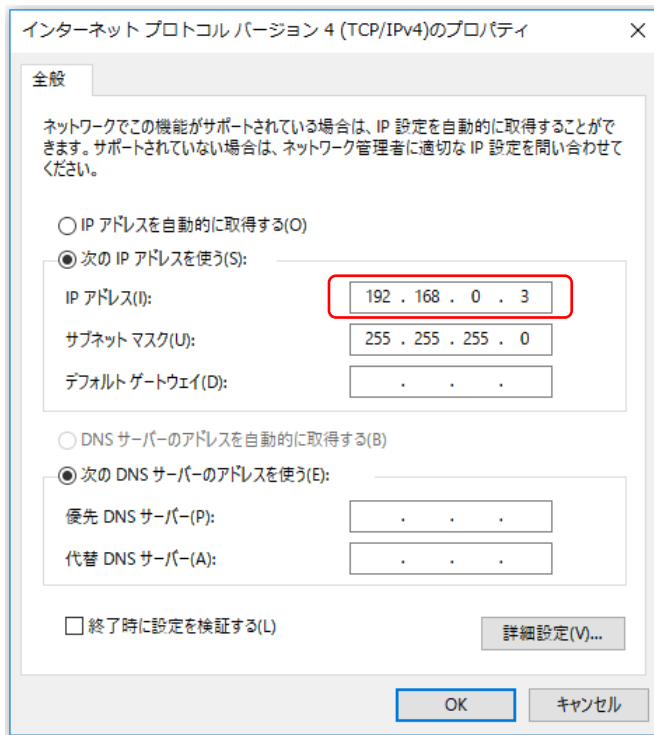 インターネット プロトコル バージョン 4 (TCP/IPv4)のプロパティ
全般
ネットワークでこの機能がサポートされている場合は、IP 設定を自動的に取得することがで
きます。サポートされていない場合は、ネットワーク管理者に適切な IP 設定を問い合わせて
ください。
IP アドレスを自動的に取得する(O)
次の IP アドレスを使う(S):
IP アドレス(I): 192 . 168 . 0 . 3
サブネット マスク(U): 255 . 255 . 255 . 0
デフォルト ゲートウェイ(D): . . .
DNS サーバーのアドレスを自動的に取得する(B)
次の DNS サーバーのアドレスを使う(E):
優先 DNS サーバー(P): . . .
代替 DNS サーバー(A): . . .
終了時に設定を検証する(L)
詳細設定(V)...
OK キャンセル